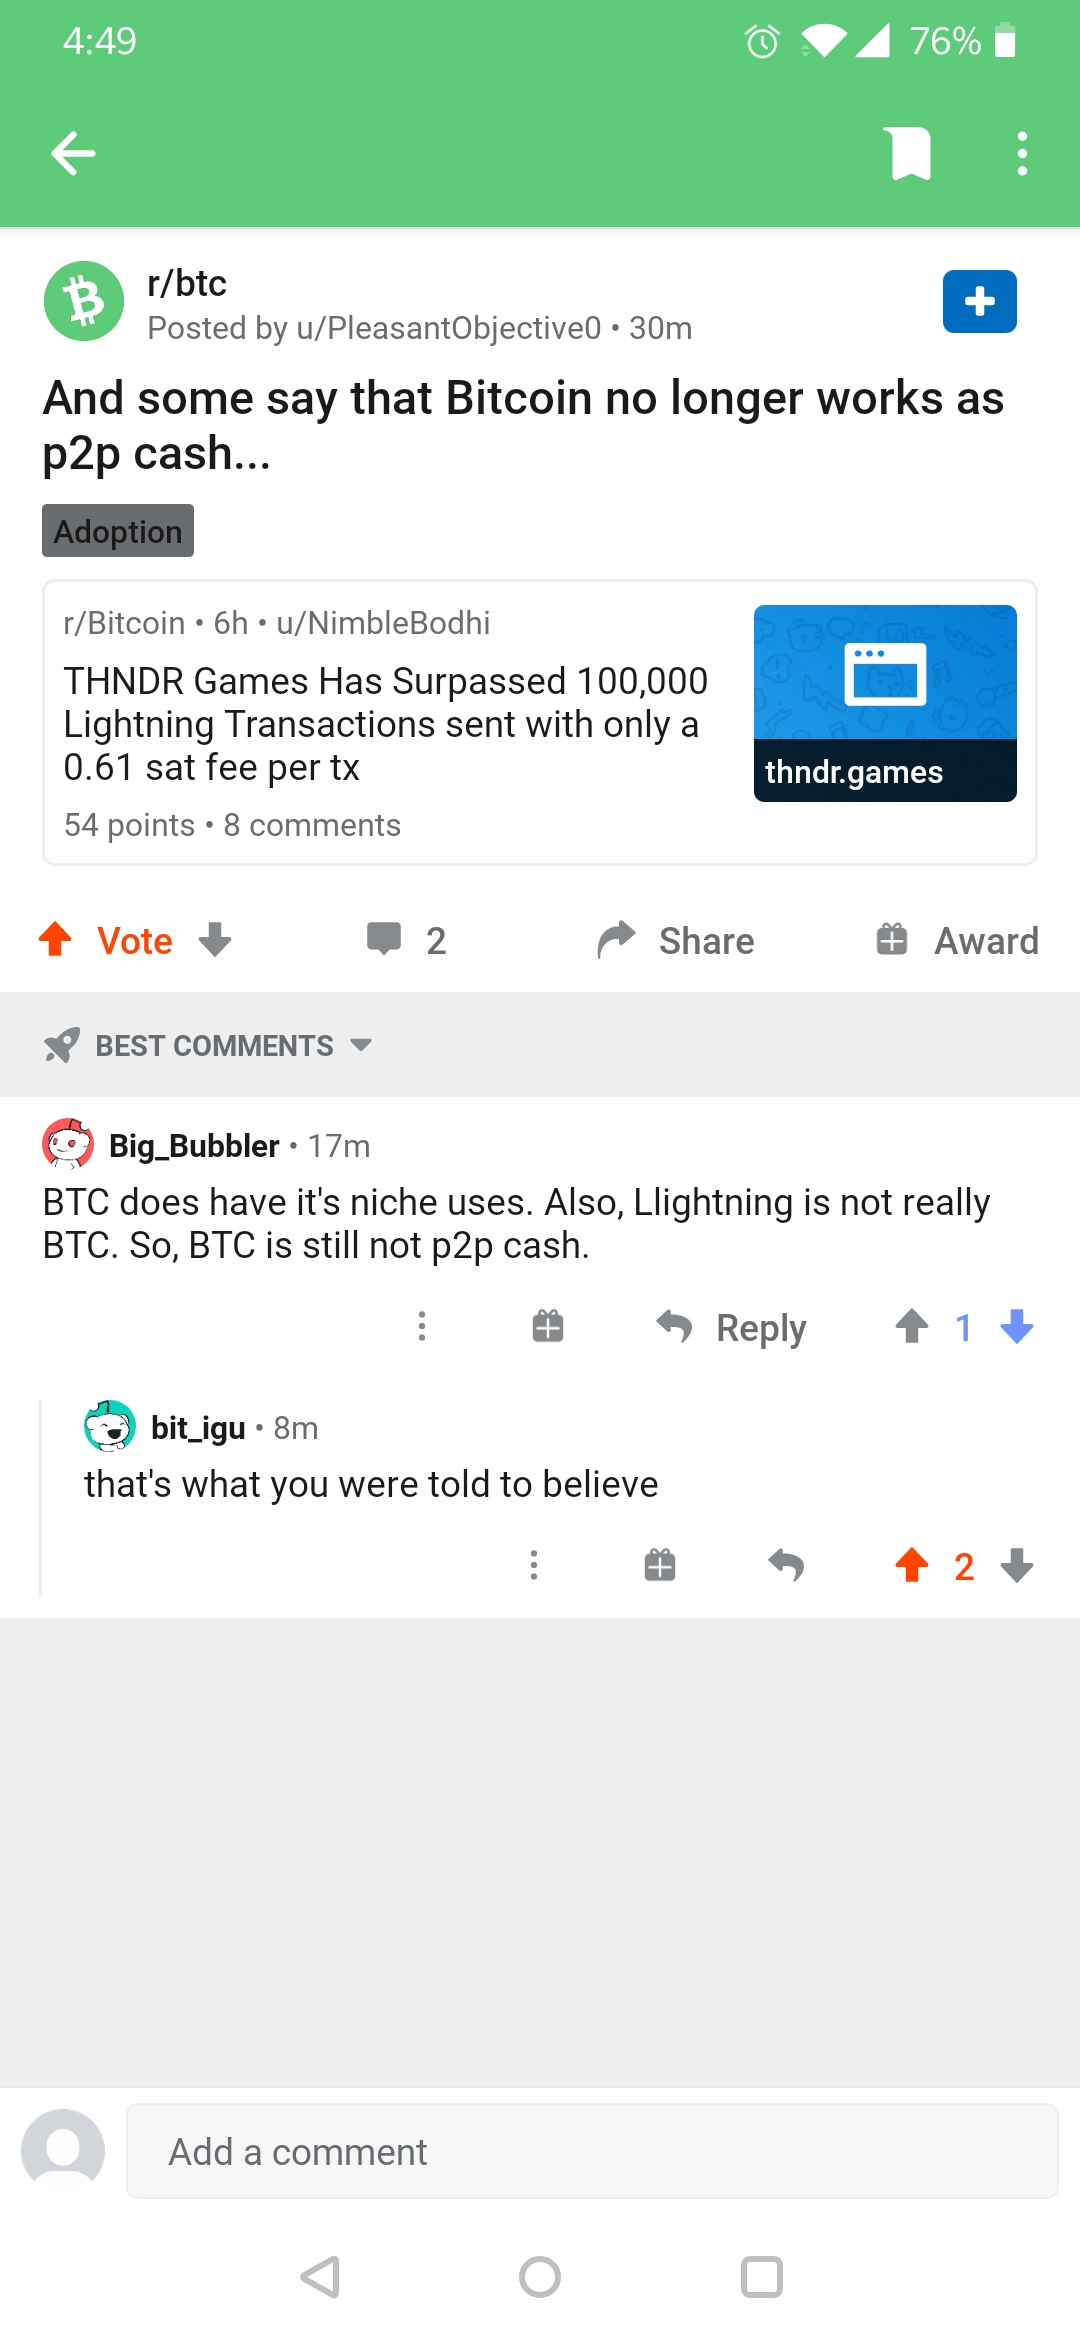 4:49
76%
r/btc
Posted by u/PleasantObjective0 • 30m
And some say that Bitcoin no longer works as
p2p cash...
Adoption
r/Bitcoin • 6h • u/NimbleBodhi
THNDR Games Has Surpassed 100,000
Lightning Transactions sent with only a
0.61 sat fee per tx
thndr.games
54 points • 8 comments
Vote 2 Share Award
BEST COMMENTS
Big_Bubbler • 17m
BTC does have it's niche uses. Also, Llightning is not really
BTC. So, BTC is still not p2p cash.
Reply 1
bit_igu • 8m
that's what you were told to believe
2
Add a comment